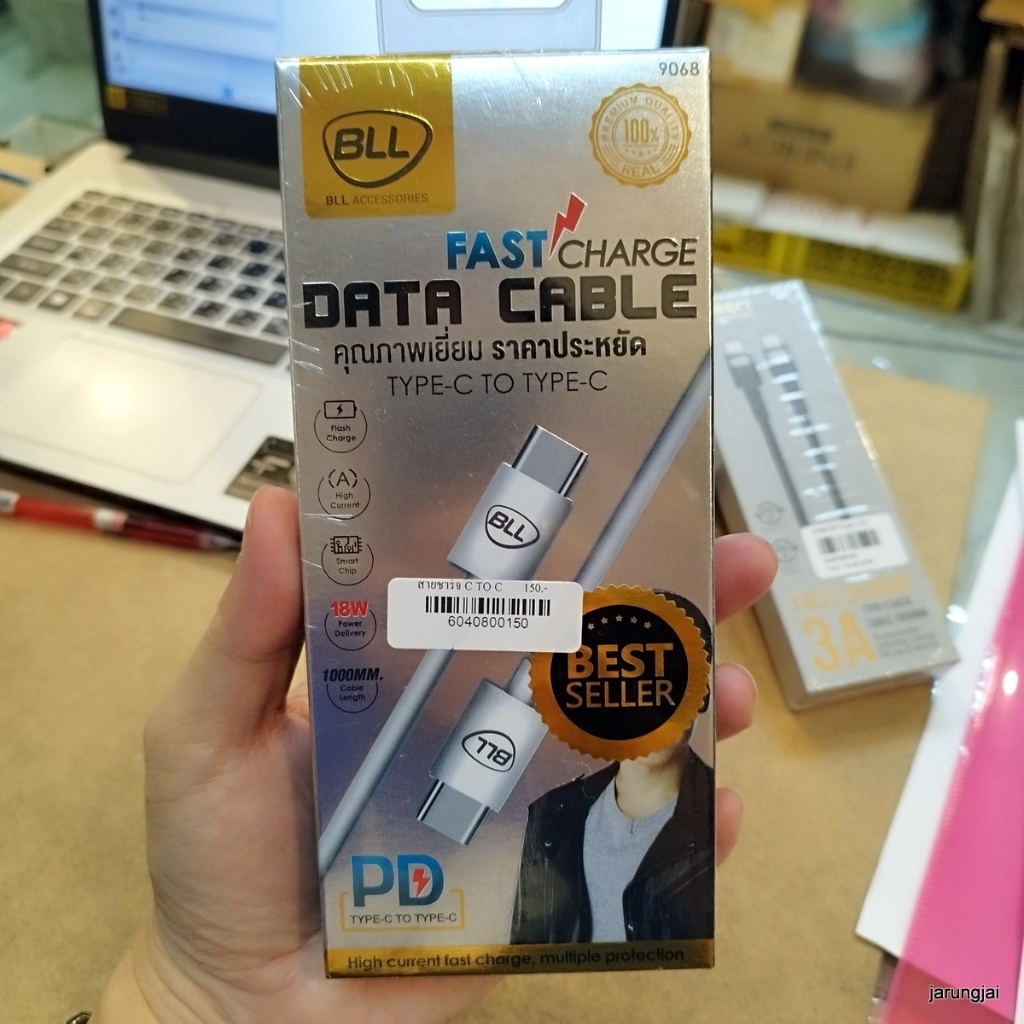 9068
BLL
BLL ACCESSORIES
PREMIUM QUALITY
100%
REAL
FAST CHARGE
DATA CABLE
คุณภาพเยี่ยม ราคาประหยัด
TYPE-C TO TYPE-C
Flash
Charge
(A)
High
Current
Smart
Chip
18W
Power
Delivery
1000MM.
Cable
Length
BLL
สายชาร์จ C TO C 150.-
6040800150
BEST
SELLER
BLL
PD
TYPE-C TO TYPE-C
High current fast charge, multiple protection
3A
jarungjai